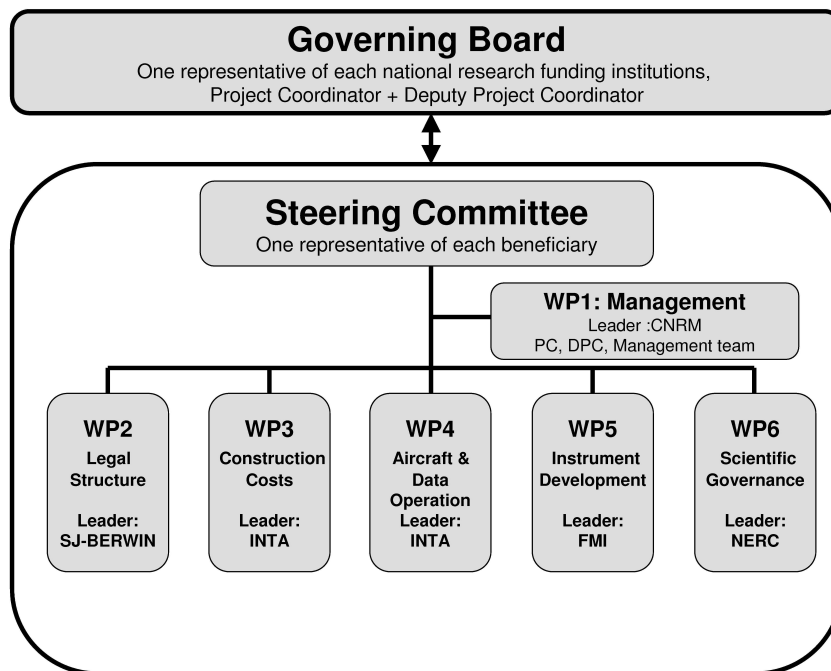 Governing Board
One representative of each national research funding institutions,
Project Coordinator + Deputy Project Coordinator
Steering Committee
One representative of each beneficiary
WP1: Management
Leader :CNRM
PC, DPC, Management team
WP2
Legal
Structure
Leader:
SJ-BERWIN
WP3
Construction
Costs
Leader:
INTA
WP4
Aircraft &
Data
Operation
Leader:
INTA
WP5
Instrument
Development
Leader:
FMI
WP6
Scientific
Governance
Leader:
NERC